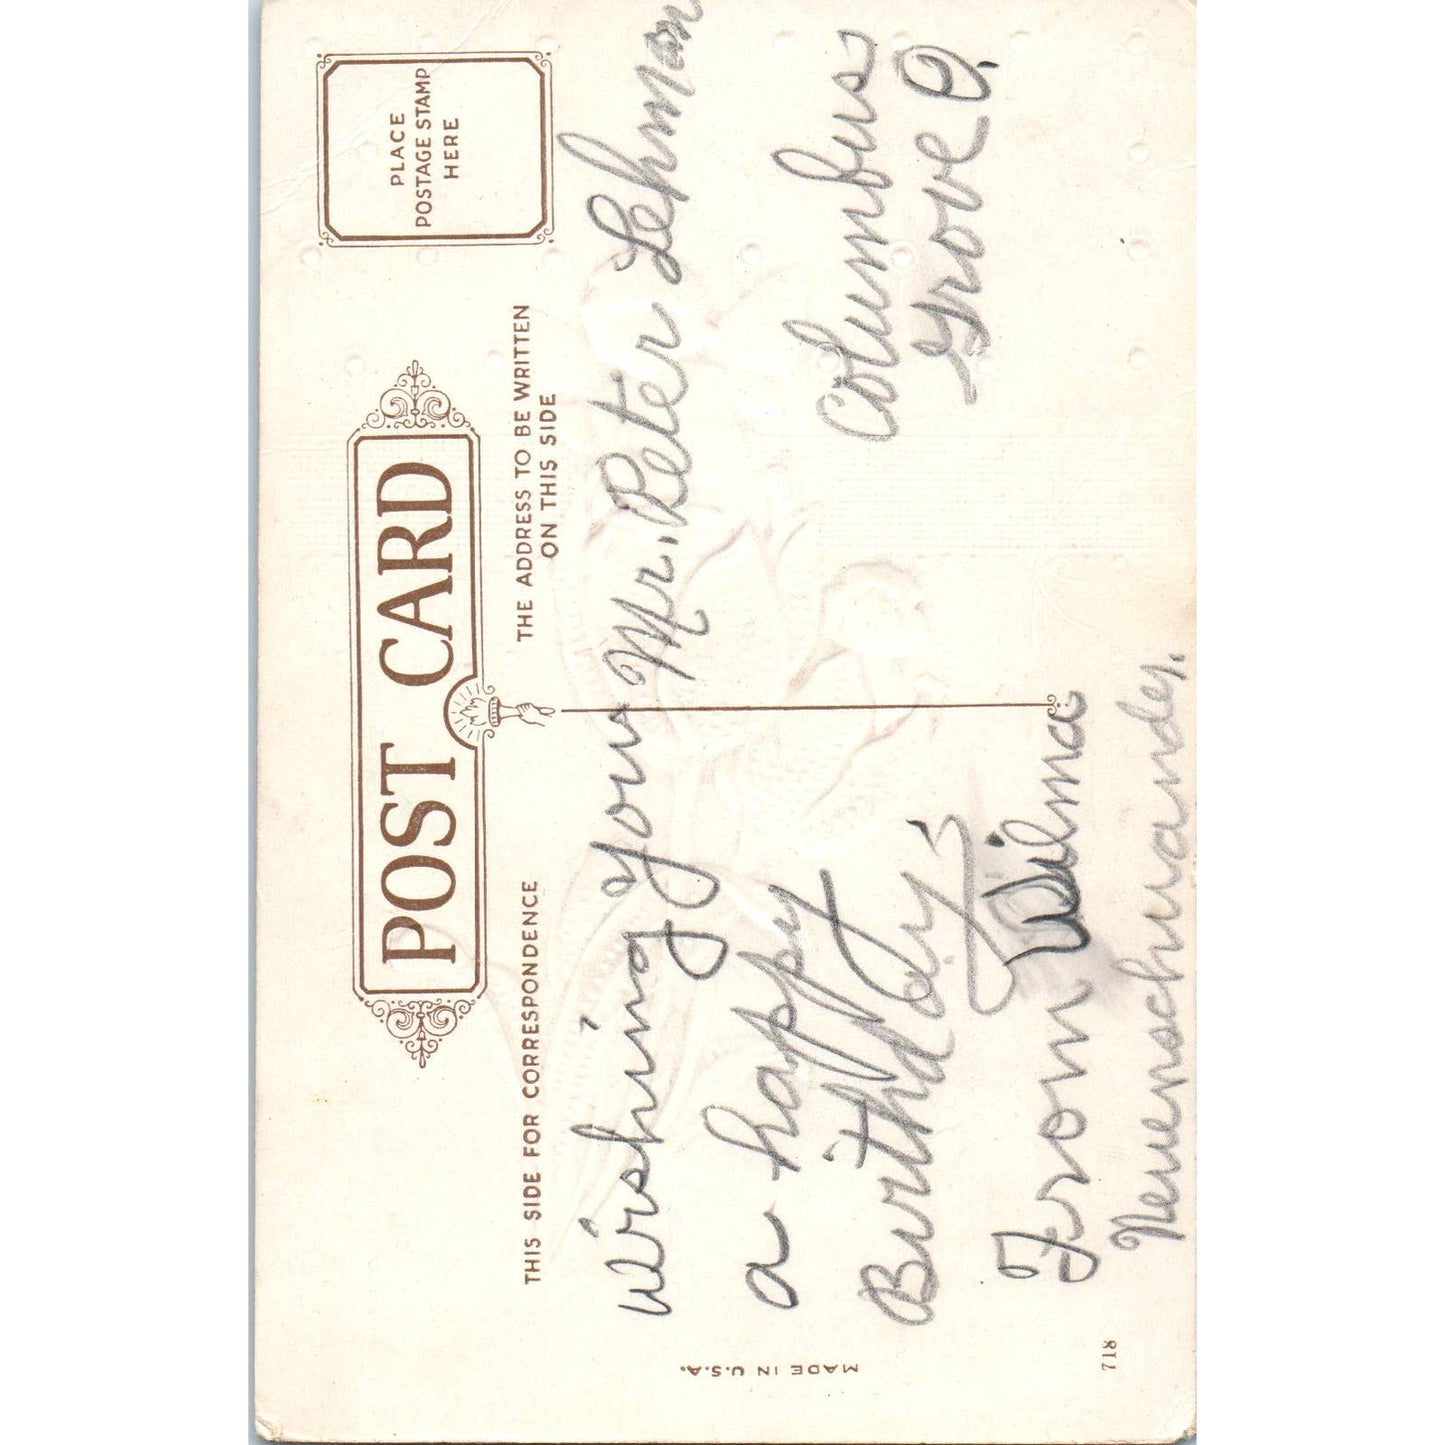 POST CARD
PLACE
POSTAGE STAMP
HERE
THIS SIDE FOR CORRESPONDENCE
THE ADDRESS TO BE WRITTEN
ON THIS SIDE
Wishing you
a happy
Birthday's
From Wilma
Neuenschwander.
Mr. Peter Lehman
Columbus
Grove O.
MADE IN U.S.A.
718